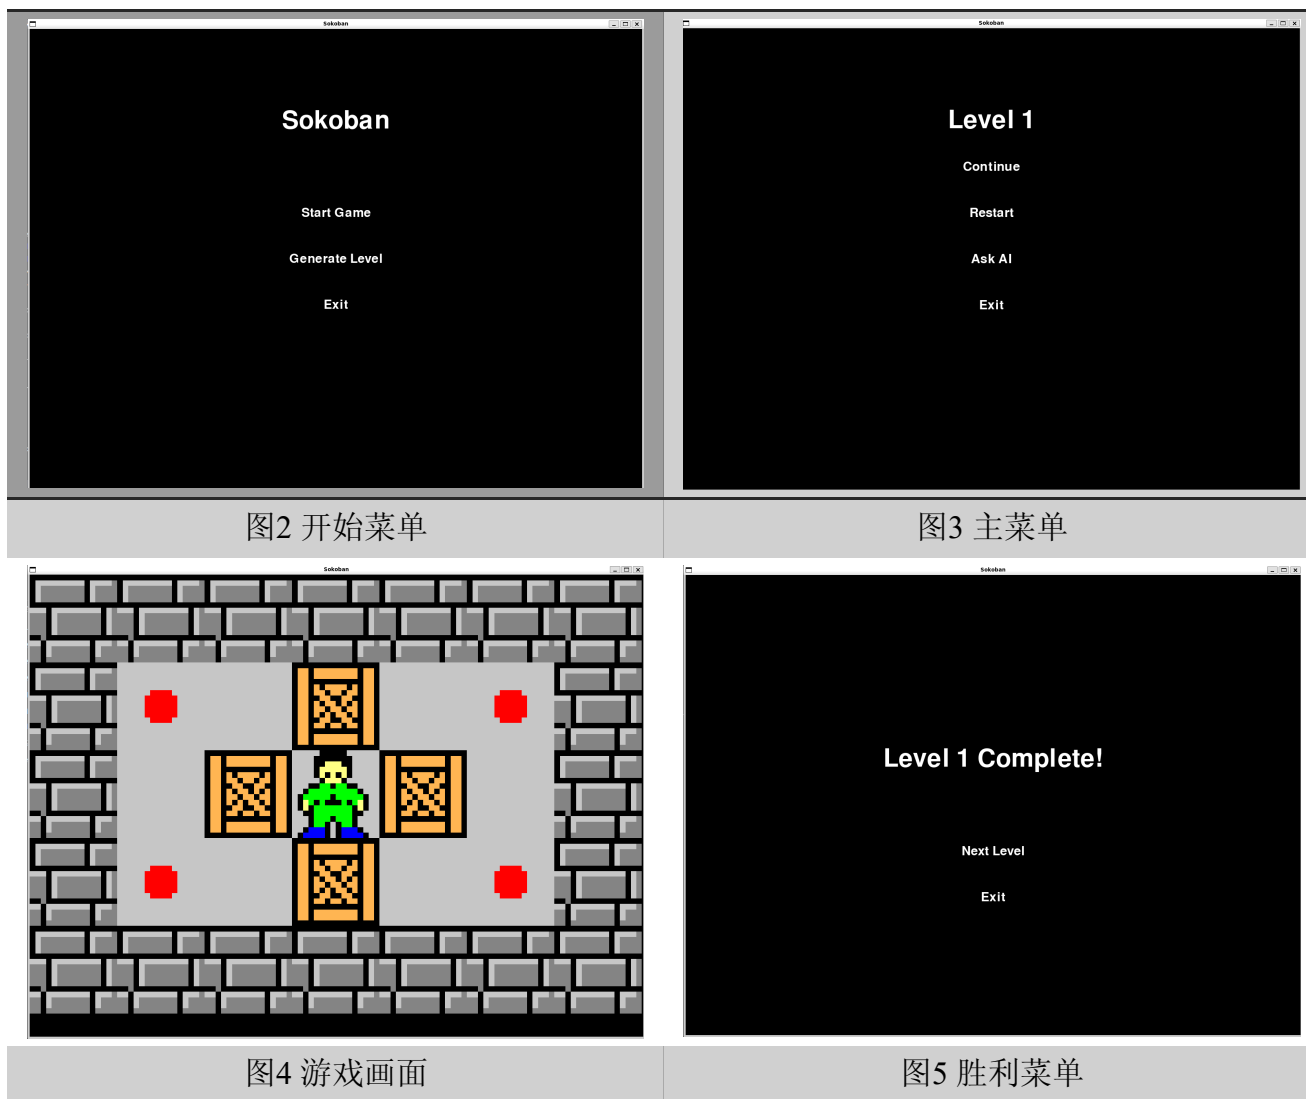 Sokoban
Sokoban
Start Game
Generate Level
Exit
Sokoban
Level 1
Continue
Restart
Ask AI
Exit
图2 开始菜单
图3 主菜单
Sokoban
图4 游戏画面
Sokoban
Level 1 Complete!
Next Level
Exit
图5 胜利菜单